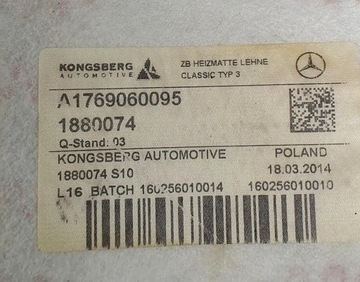 KONGSBERG
AUTOMOTIVE
ZB HEIZMATTE LEHNE
CLASSIC TYP 3
A1769060095
1880074
Q-Stand: 03
KONGSBERG AUTOMOTIVE POLAND
1880074 S10 18.03.2014
L16 BATCH 160256010014 160256010010